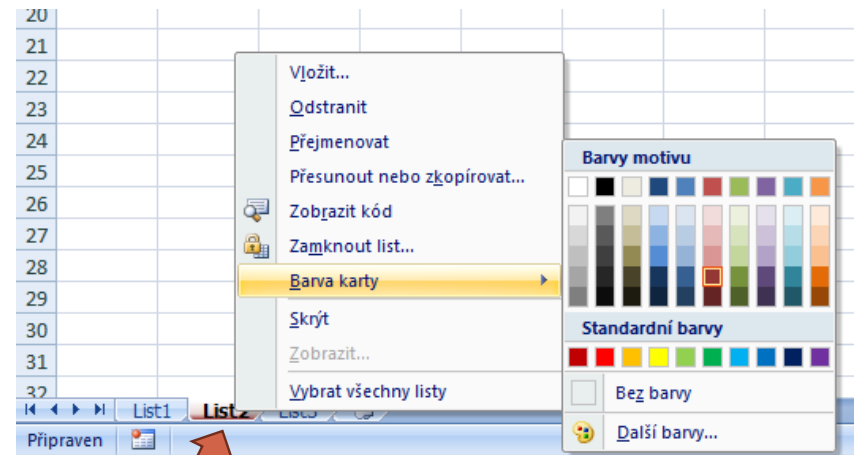 20
21
22
23
24
25
26
27
28
29
30
31
32
Vložit...
Odstranit
Přejmenovat
Přesunout nebo zkopírovat...
Zobrazit kód
Zamknout list...
Barva karty
Skrýt
Zobrazit...
Vybrat všechny listy
Barvy motivu
Standardní barvy
Bez barvy
Další barvy...
List1 List2 List3
Připraven